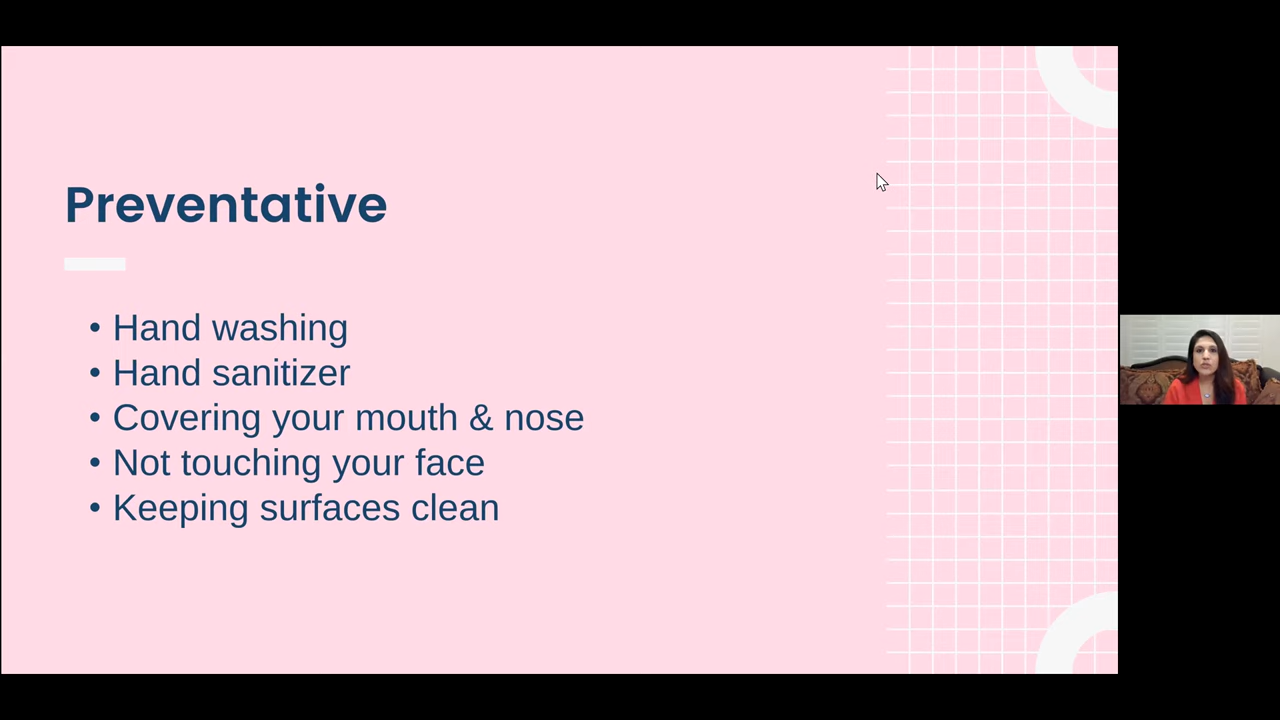 Preventative
• Hand washing
• Hand sanitizer
• Covering your mouth & nose
• Not touching your face
• Keeping surfaces clean